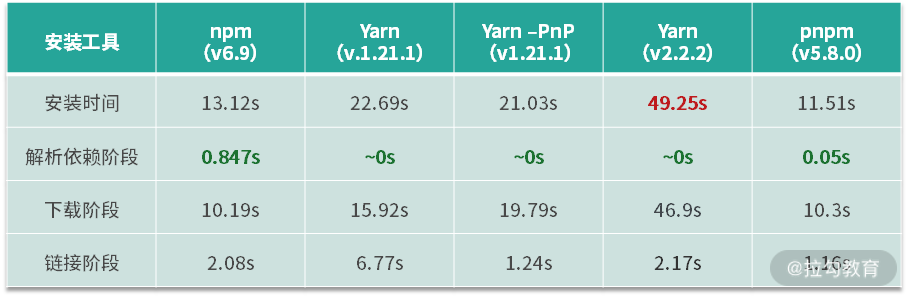 安装工具 npm Yarn Yarn –PnP Yarn pnpm
(v6.9) (v.1.21.1) (v1.21.1) (v2.2.2) (v5.8.0)
安装时间 13.12s 22.69s 21.03s 49.25s 11.51s
解析依赖阶段 0.847s ~0s ~0s ~0s 0.05s
下载阶段 10.19s 15.92s 19.79s 46.9s 10.3s
链接阶段 2.08s 6.77s 1.24s 2.17s 1.16s
@拉勾教育